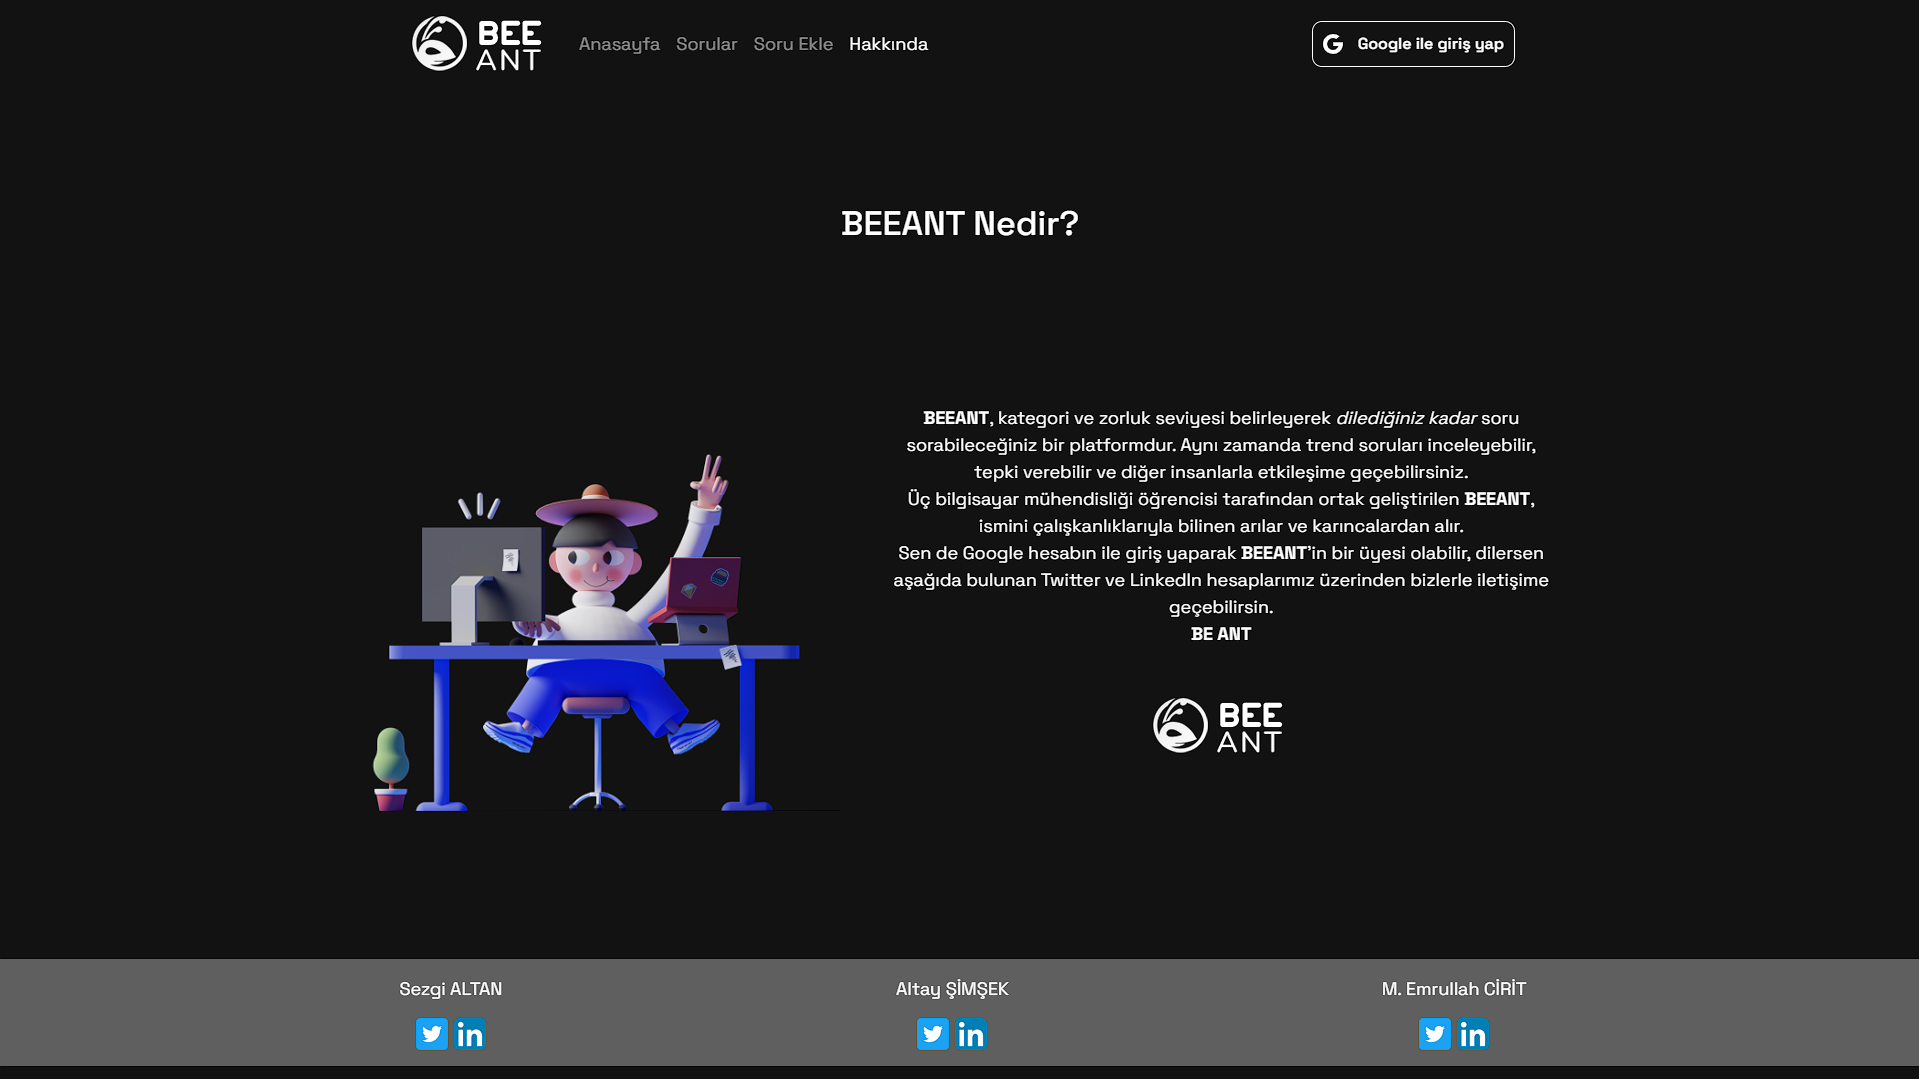 BEE
ANT
Anasayfa Sorular Soru Ekle Hakkında
Google ile giriş yap
BEEANT Nedir?
BEEANT, kategori ve zorluk seviyesi belirleyerek dilediğiniz kadar soru
sorabileceğiniz bir platformdur. Aynı zamanda trend soruları inceleyebilir,
tepki verebilir ve diğer insanlarla etkileşime geçebilirsiniz.
Üç bilgisayar mühendisliği öğrencisi tarafından ortak geliştirilen BEEANT,
ismini çalışkanlıklarıyla bilinen arılar ve karıncalardan alır.
Sen de Google hesabın ile giriş yaparak BEEANT'in bir üyesi olabilir, dilersen
aşağıda bulunan Twitter ve LinkedIn hesaplarımız üzerinden bizlerle iletişime
geçebilirsin.
BE ANT
BEE
ANT
Sezgi ALTAN
in
Altay ŞİMŞEK
in
M. Emrullah CİRİT
in